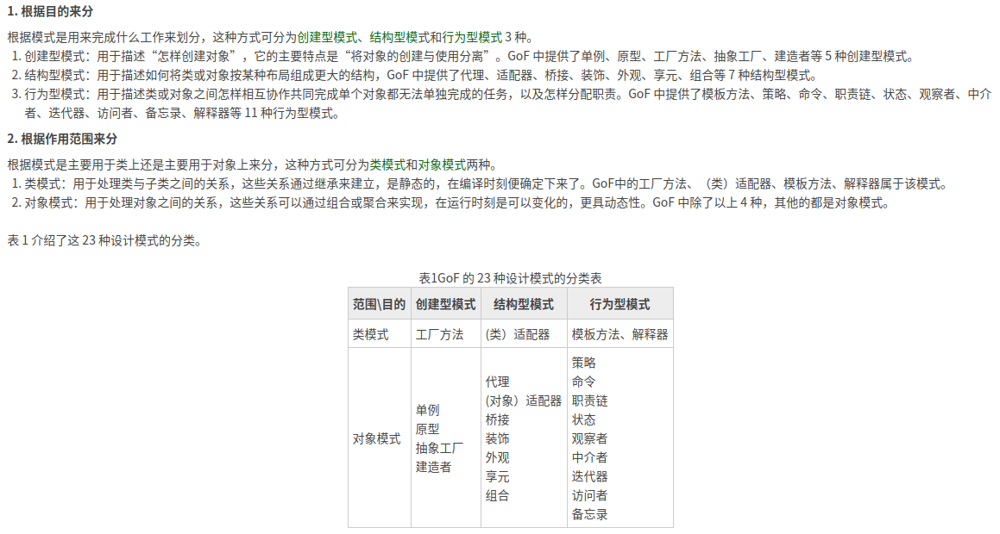 1. 根据目的来分
根据模式是用来完成什么工作来划分，这种方式可分为创建型模式、结构型模式和行为型模式 3 种。
1. 创建型模式：用于描述“怎样创建对象”，它的主要特点是“将对象的创建与使用分离”。GoF 中提供了单例、原型、工厂方法、抽象工厂、建造者等 5 种创建型模式。
2. 结构型模式：用于描述如何将类或对象按某种布局组成更大的结构，GoF 中提供了代理、适配器、桥接、装饰、外观、享元、组合等 7 种结构型模式。
3. 行为型模式：用于描述类或对象之间怎样相互协作共同完成单个对象都无法单独完成的任务，以及怎样分配职责。GoF 中提供了模板方法、策略、命令、职责链、状态、观察者、中介
者、迭代器、访问者、备忘录、解释器等 11 种行为型模式。
2. 根据作用范围来分
根据模式是主要用于类上还是主要用于对象上来分，这种方式可分为类模式和对象模式两种。
1. 类模式：用于处理类与子类之间的关系，这些关系通过继承来建立，是静态的，在编译时刻便确定下来了。GoF中的工厂方法、（类）适配器、模板方法、解释器属于该模式。
2. 对象模式：用于处理对象之间的关系，这些关系可以通过组合或聚合来实现，在运行时刻是可以变化的，更具动态性。GoF 中除了以上 4 种，其他的都是对象模式。
表 1 介绍了这 23 种设计模式的分类。
表1GoF 的 23 种设计模式的分类表
范围\目的 创建型模式 结构型模式 行为型模式
类模式 工厂方法 (类）适配器 模板方法、解释器
对象模式
单例
原型
抽象工厂
建造者
代理
(对象）适配器
桥接
装饰
外观
享元
组合
策略
命令
职责链
状态
观察者
中介者
迭代器
访问者
备忘录